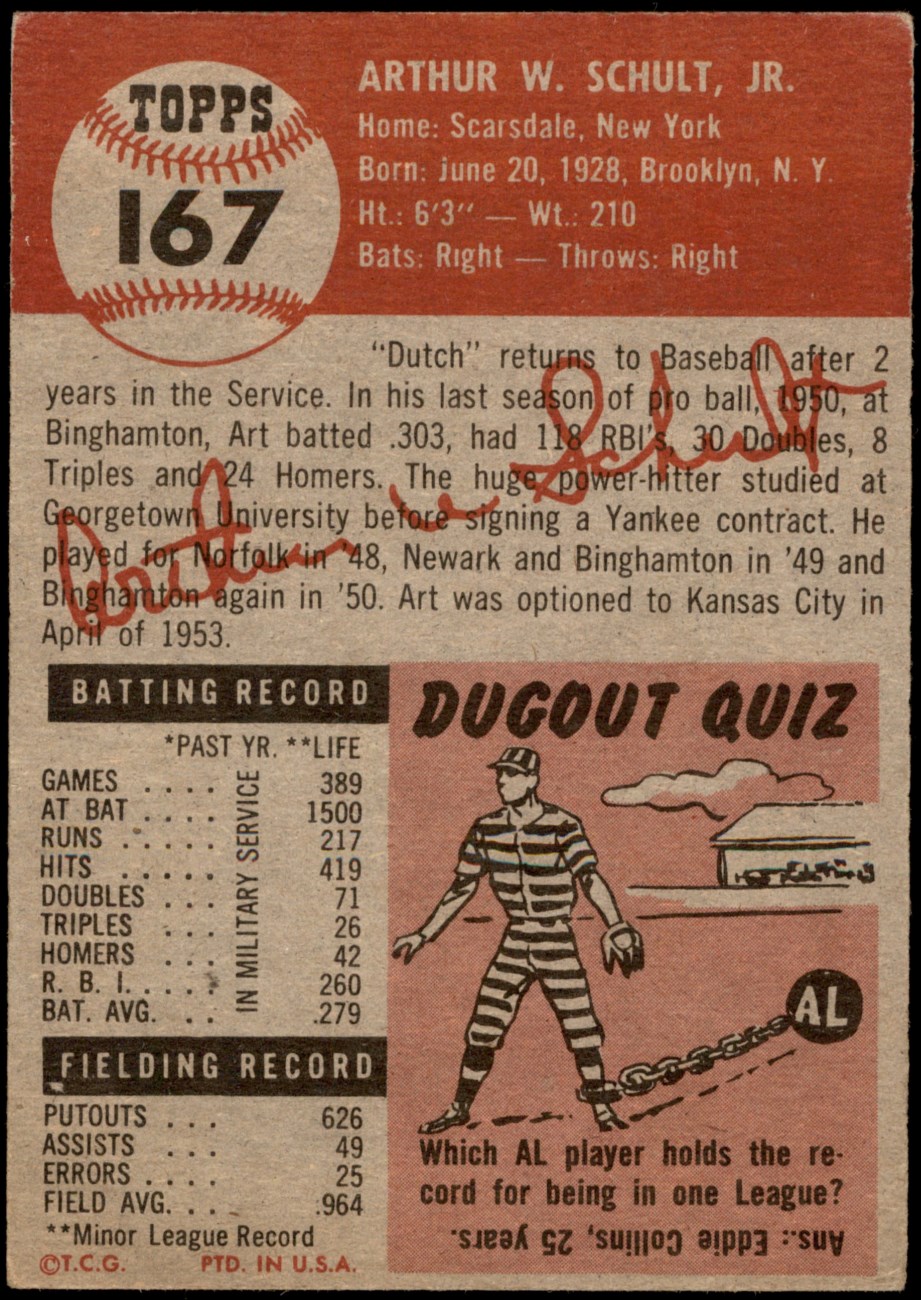 TOPPS
167
ARTHUR W. SCHULT, JR.
Home: Scarsdale, New York
Born: June 20, 1928, Brooklyn, N. Y.
Ht.: 6'3" — Wt.: 210
Bats: Right — Throws: Right
"Dutch" returns to Baseball after 2
years in the Service. In his last season of pro ball, 1950, at
Binghamton, Art batted .303, had 118 RBI's, 30 Doubles, 8
Triples and 24 Homers. The huge power-hitter studied at
Georgetown University before signing a Yankee contract. He
played for Norfolk in '48, Newark and Binghamton in '49 and
Binghamton again in '50. Art was optioned to Kansas City in
April of 1953.
Arthur W Schult
BATTING RECORD
*PAST YR. **LIFE
GAMES .... 389
AT BAT .... 1500
RUNS ..... 217
HITS ..... 419
DOUBLES ... 71
TRIPLES ... 26
HOMERS ... 42
R. B. I. .... 260
BAT. AVG. .. .279
IN MILITARY SERVICE
FIELDING RECORD
PUTOUTS ... 626
ASSISTS ... 49
ERRORS .... 25
FIELD AVG. ... .964
**Minor League Record
©T.C.G. PTD. IN U.S.A.
DUGOUT QUIZ
AL
Which AL player holds the re-
cord for being in one League?
Ans.: Eddie Collins, 25 years.